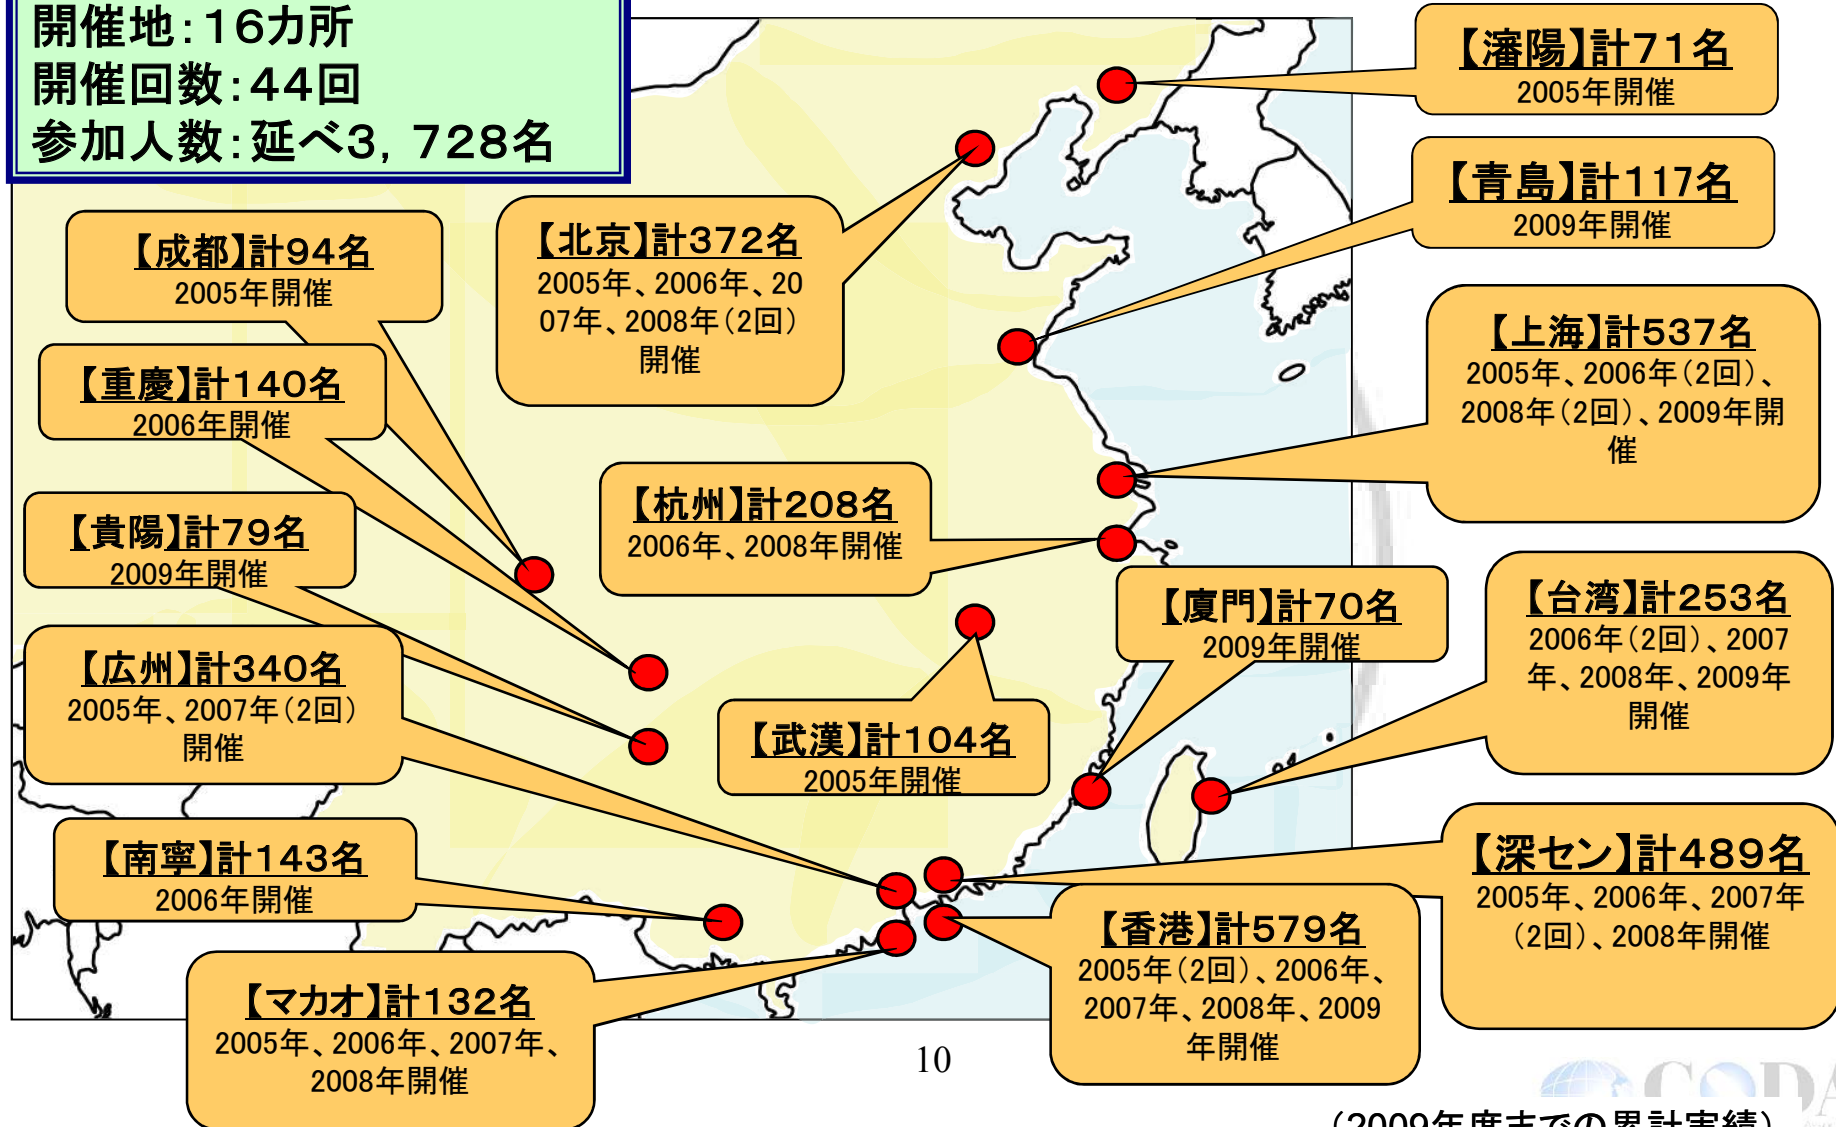 開催地：１６カ所
開催回数：４４回
参加人数：延べ３，７２８名
【瀋陽】計７１名
2005年開催
【青島】計１１７名
2009年開催
【北京】計３７２名
2005年、2006年、20
07年、2008年（2回）
開催
【成都】計９４名
2005年開催
【上海】計５３７名
2005年、2006年（2回）、
2008年（2回）、2009年開
催
【重慶】計１４０名
2006年開催
【杭州】計２０８名
2006年、2008年開催
【貴陽】計７９名
2009年開催
【廈門】計７０名
2009年開催
【台湾】計２５３名
2006年（2回）、2007
年、2008年、2009年
開催
【広州】計３４０名
2005年、2007年（2回）
開催
【武漢】計１０４名
2005年開催
【南寧】計１４３名
2006年開催
【深セン】計４８９名
2005年、2006年、2007年
（2回）、2008年開催
【香港】計５７９名
2005年（2回）、2006年、
2007年、2008年、2009
年開催
【マカオ】計１３２名
2005年、2006年、2007年、
2008年開催
10
CODA
（2009年度末までの累計実績）